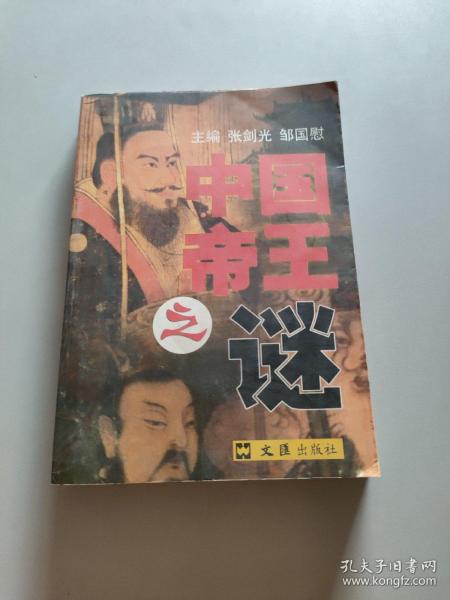 主编 张剑光 邹国慰
中国
帝王
之
谜
W 文匯出版社
孔夫子旧书网
www.kongfz.com